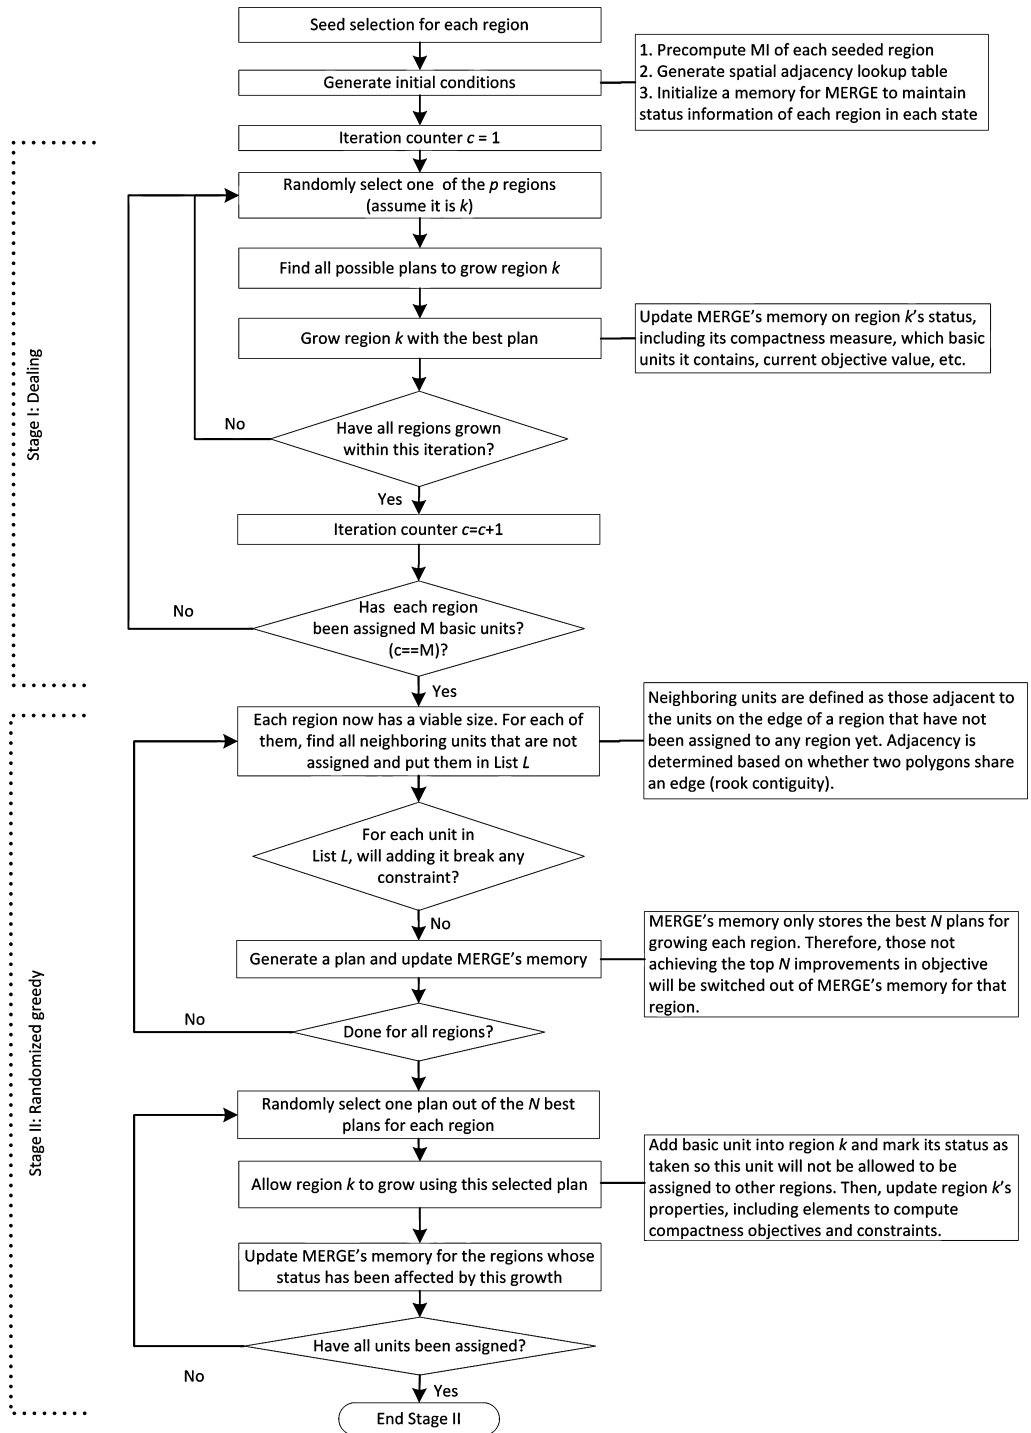 Seed selection for each region
Generate initial conditions
1. Precompute MI of each seeded region
2. Generate spatial adjacency lookup table
3. Initialize a memory for MERGE to maintain
status information of each region in each state
Iteration counter c = 1
Stage I: Dealing
Randomly select one of the p regions
(assume it is k)
Find all possible plans to grow region k
Grow region k with the best plan
Update MERGE's memory on region k's status,
including its compactness measure, which basic
units it contains, current objective value, etc.
Have all regions grown
within this iteration?
No
Yes
Iteration counter c=c+1
Has each region
been assigned M basic units?
(c==M)?
No
Yes
Stage II: Randomized greedy
Each region now has a viable size. For each of
them, find all neighboring units that are not
assigned and put them in List L
Neighboring units are defined as those adjacent to
the units on the edge of a region that have not
been assigned to any region yet. Adjacency is
determined based on whether two polygons share
an edge (rook contiguity).
For each unit in
List L, will adding it break any
constraint?
No
Generate a plan and update MERGE's memory
MERGE's memory only stores the best N plans for
growing each region. Therefore, those not
achieving the top N improvements in objective
will be switched out of MERGE's memory for that
region.
Done for all regions?
No
Randomly select one plan out of the N best
plans for each region
Allow region k to grow using this selected plan
Add basic unit into region k and mark its status as
taken so this unit will not be allowed to be
assigned to other regions. Then, update region k's
properties, including elements to compute
compactness objectives and constraints.
Update MERGE's memory for the regions whose
status has been affected by this growth
Have all units been assigned?
No
Yes
End Stage II